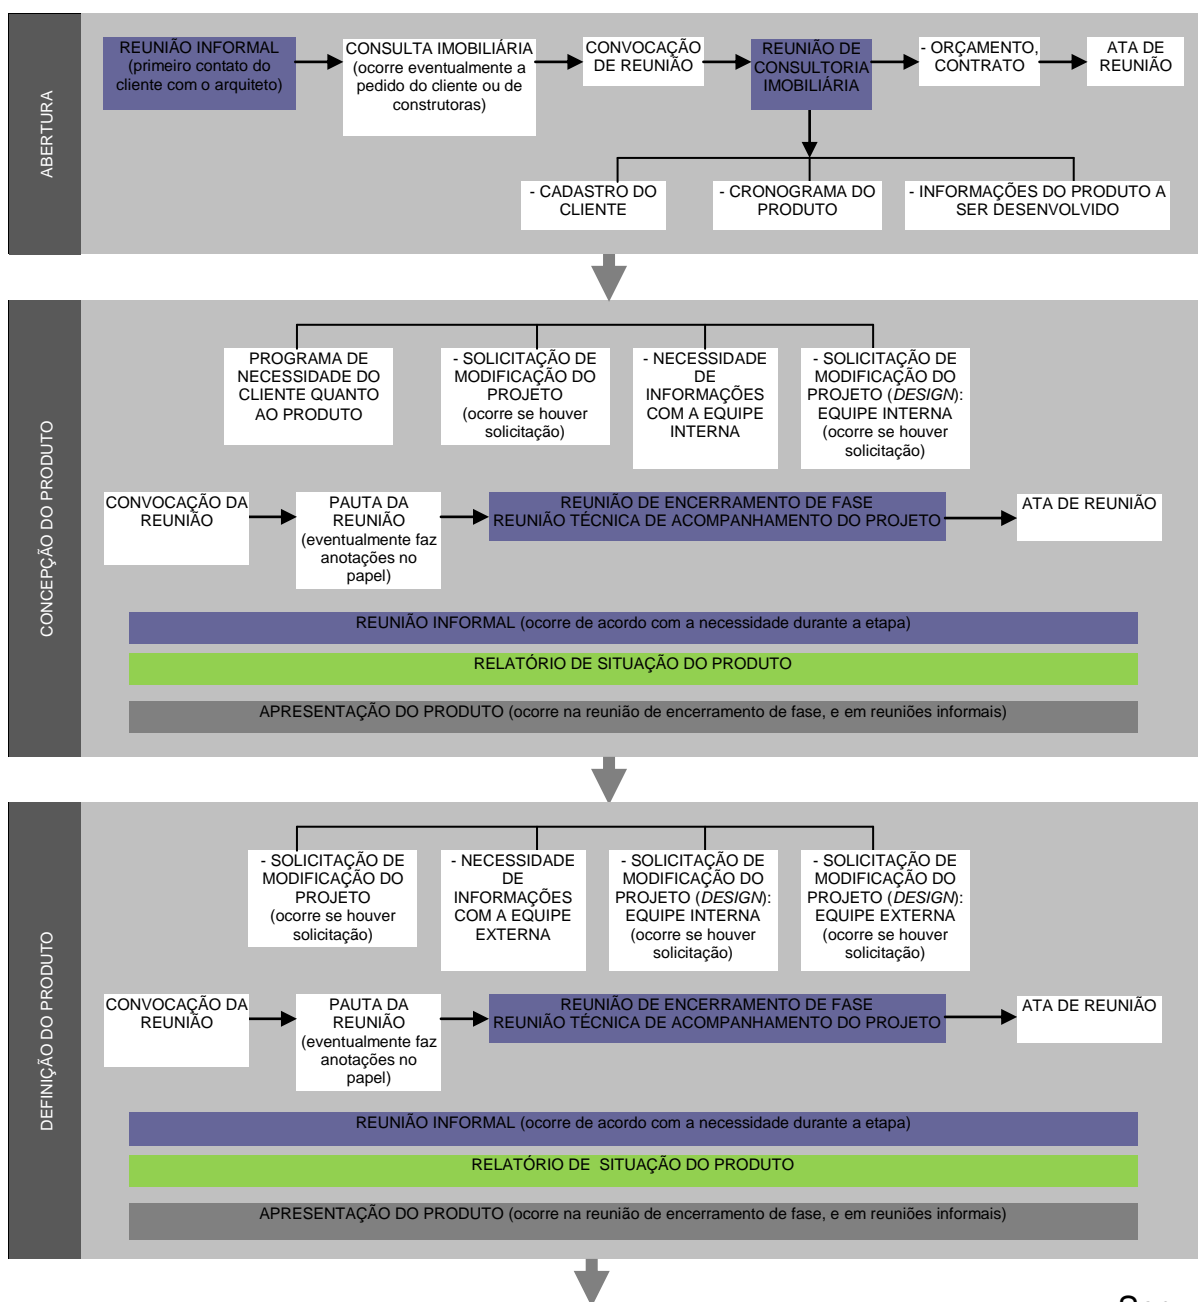 ABERTURA
REUNIÃO INFORMAL
(primeiro contato do
cliente com o arquiteto)
CONSULTA IMOBILIÁRIA
(ocorre eventualmente a
pedido do cliente ou de
construtoras)
CONVOCAÇÃO
DE REUNIÃO
REUNIÃO DE
CONSULTORIA
IMOBILIÁRIA
- ORÇAMENTO,
CONTRATO
ATA DE
REUNIÃO
- CADASTRO DO
CLIENTE
- CRONOGRAMA DO
PRODUTO
- INFORMAÇÕES DO PRODUTO A
SER DESENVOLVIDO
CONCEPÇÃO DO PRODUTO
PROGRAMA DE
NECESSIDADE DO
CLIENTE QUANTO
AO PRODUTO
- SOLICITAÇÃO DE
MODIFICAÇÃO DO
PROJETO
(ocorre se houver
solicitação)
- NECESSIDADE
DE
INFORMAÇÕES
COM A EQUIPE
INTERNA
- SOLICITAÇÃO DE
MODIFICAÇÃO DO
PROJETO (DESIGN):
EQUIPE INTERNA
(ocorre se houver
solicitação)
CONVOCAÇÃO DA
REUNIÃO
PAUTA DA
REUNIÃO
(eventualmente faz
anotações no
papel)
REUNIÃO DE ENCERRAMENTO DE FASE
REUNIÃO TÉCNICA DE ACOMPANHAMENTO DO PROJETO
ATA DE REUNIÃO
REUNIÃO INFORMAL (ocorre de acordo com a necessidade durante a etapa)
RELATÓRIO DE SITUAÇÃO DO PRODUTO
APRESENTAÇÃO DO PRODUTO (ocorre na reunião de encerramento de fase, e em reuniões informais)
DEFINIÇÃO DO PRODUTO
- SOLICITAÇÃO DE
MODIFICAÇÃO DO
PROJETO
(ocorre se houver
solicitação)
- NECESSIDADE
DE
INFORMAÇÕES
COM A EQUIPE
EXTERNA
- SOLICITAÇÃO DE
MODIFICAÇÃO DO
PROJETO (DESIGN):
EQUIPE INTERNA
(ocorre se houver
solicitação)
- SOLICITAÇÃO DE
MODIFICAÇÃO DO
PROJETO (DESIGN):
EQUIPE EXTERNA
(ocorre se houver
solicitação)
CONVOCAÇÃO DA
REUNIÃO
PAUTA DA
REUNIÃO
(eventualmente faz
anotações no
papel)
REUNIÃO DE ENCERRAMENTO DE FASE
REUNIÃO TÉCNICA DE ACOMPANHAMENTO DO PROJETO
ATA DE REUNIÃO
REUNIÃO INFORMAL (ocorre de acordo com a necessidade durante a etapa)
RELATÓRIO DE SITUAÇÃO DO PRODUTO
APRESENTAÇÃO DO PRODUTO (ocorre na reunião de encerramento de fase, e em reuniões informais)